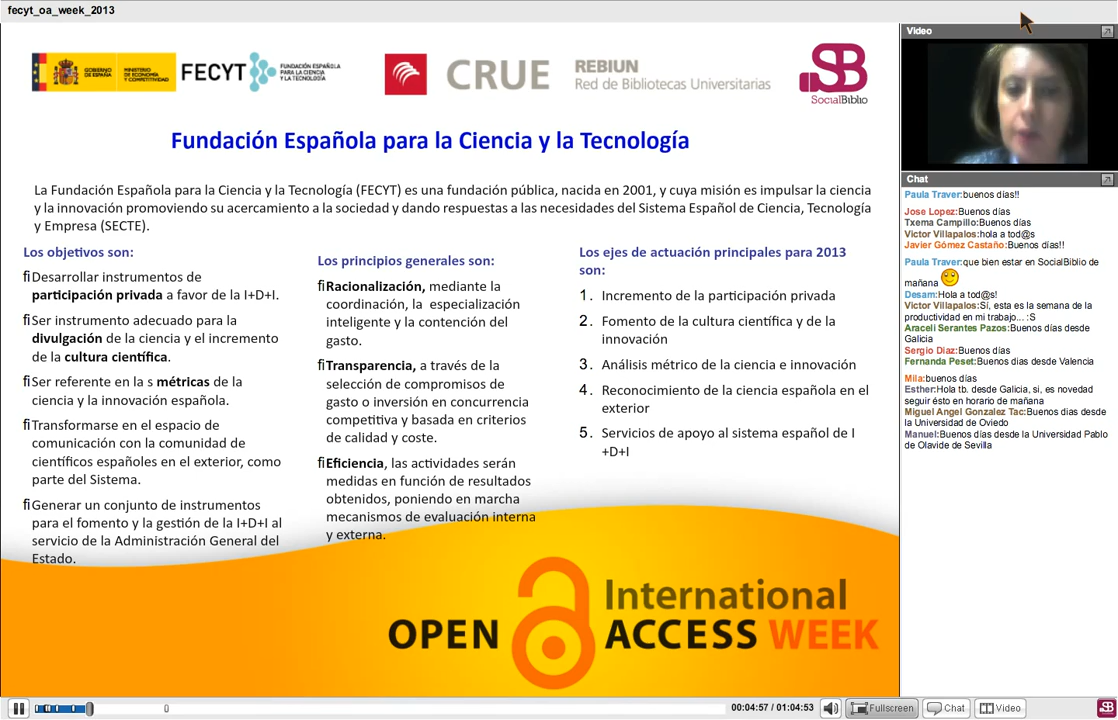 fecyt_oa_week_2013
GOBIERNO
DE ESPAÑA
MINISTERIO
DE ECONOMÍA
Y COMPETITIVIDAD
FECYT
FUNDACIÓN ESPAÑOLA
PARA LA CIENCIA
Y LA TECNOLOGÍA
CRUE
REBIUN
Red de Bibliotecas Universitarias
SB
SocialBiblio
Fundación Española para la Ciencia y la Tecnología
La Fundación Española para la Ciencia y la Tecnología (FECYT) es una fundación pública, nacida en 2001, y cuya misión es impulsar la ciencia
y la innovación promoviendo su acercamiento a la sociedad y dando respuestas a las necesidades del Sistema Español de Ciencia, Tecnología
y Empresa (SECTE).
Los objetivos son:
fiDesarrollar instrumentos de
participación privada a favor de la I+D+I.
fiSer instrumento adecuado para la
divulgación de la ciencia y el incremento
de la cultura científica.
fiSer referente en la s métricas de la
ciencia y la innovación española.
fiTransformarse en el espacio de
comunicación con la comunidad de
científicos españoles en el exterior, como
parte del Sistema.
fiGenerar un conjunto de instrumentos
para el fomento y la gestión de la I+D+I al
servicio de la Administración General del
Estado.
Los principios generales son:
fiRacionalización, mediante la
coordinación, la especialización
inteligente y la contención del
gasto.
fiTransparencia, a través de la
selección de compromisos de
gasto o inversión en concurrencia
competitiva y basada en criterios
de calidad y coste.
fiEficiencia, las actividades serán
medidas en función de resultados
obtenidos, poniendo en marcha
mecanismos de evaluación interna
y externa.
Los ejes de actuación principales para 2013
son:
1. Incremento de la participación privada
2. Fomento de la cultura científica y de la
innovación
3. Análisis métrico de la ciencia e innovación
4. Reconocimiento de la ciencia española en el
exterior
5. Servicios de apoyo al sistema español de I
+D+I
International
OPEN ACCESS WEEK
Video
Chat
Paula Traver:buenos días!!
Jose Lopez:Buenos días
Txema Campillo:Buenos días
Victor Villapalos:hola a tod@s
Javier Gómez Castaño:Buenos días!!
Paula Traver:que bien estar en SocialBiblio de
mañana
Desam:Hola a tod@s!
Victor Villapalos:Sí, esta es la semana de la
productividad en mi trabajo... :S
Araceli Serantes Pazos:Buenos días desde
Galicia
Sergio Diaz:Buenos días
Fernanda Peset:Buenos dias desde Valencia
Mila:buenos días
Esther:Hola tb. desde Galicia, si, es novedad
seguir ésto en horario de mañana
Miguel Angel Gonzalez Tac:Buenos dias desde
la Universidad de Oviedo
Manuel:Buenos días desde la Universidad Pablo
de Olavide de Sevilla
00:04:57 / 01:04:53
Fullscreen
Chat
Video
SB